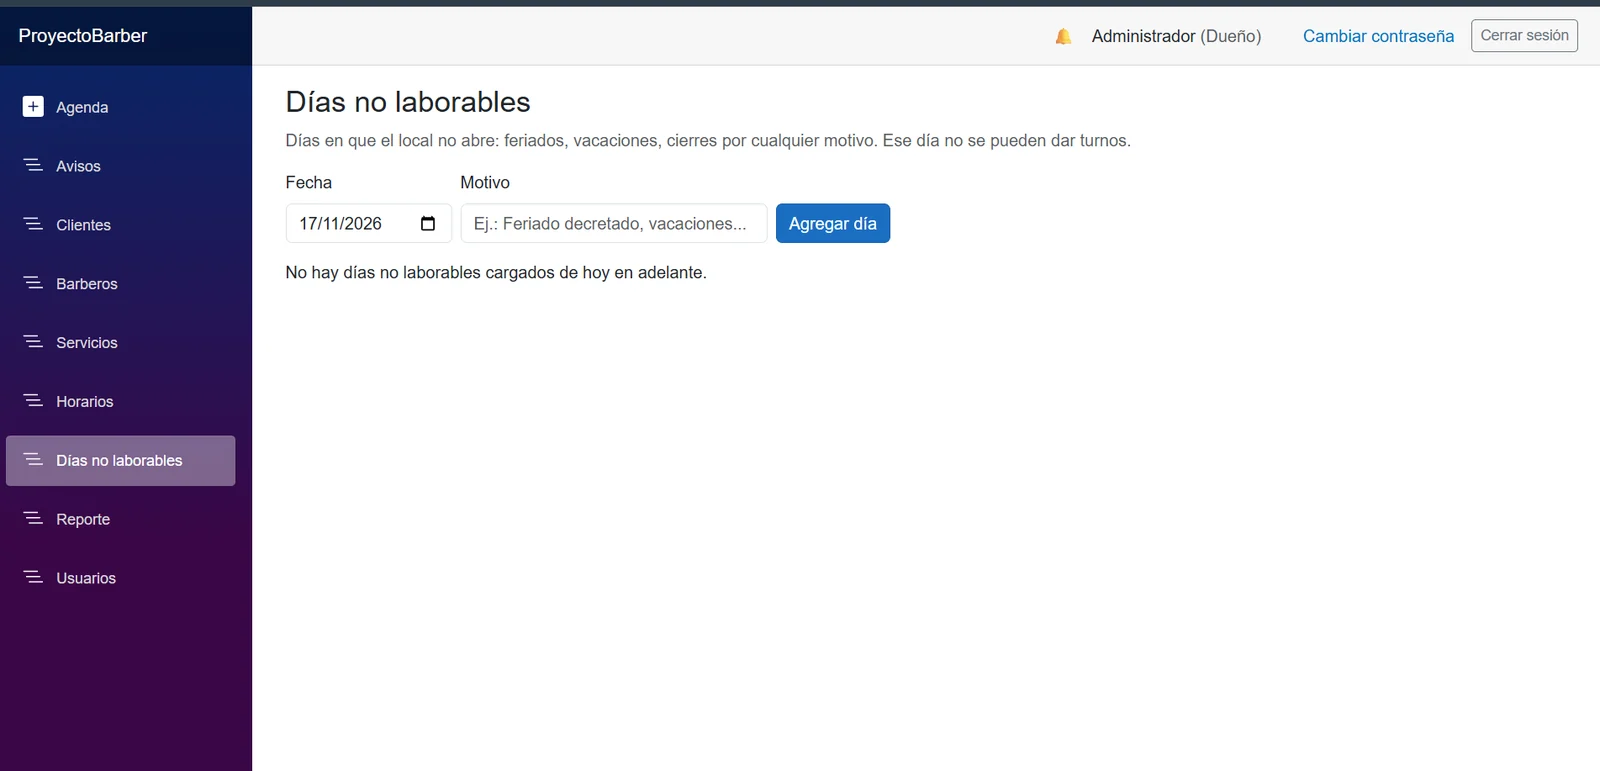 ProyectoBarber
Administrador (Dueño)
Cambiar contraseña
Cerrar sesión
Agenda
Avisos
Clientes
Barberos
Servicios
Horarios
Días no laborables
Reporte
Usuarios
Días no laborables
Días en que el local no abre: feriados, vacaciones, cierres por cualquier motivo. Ese día no se pueden dar turnos.
Fecha
Motivo
17/11/2026
Ej.: Feriado decretado, vacaciones...
Agregar día
No hay días no laborables cargados de hoy en adelante.